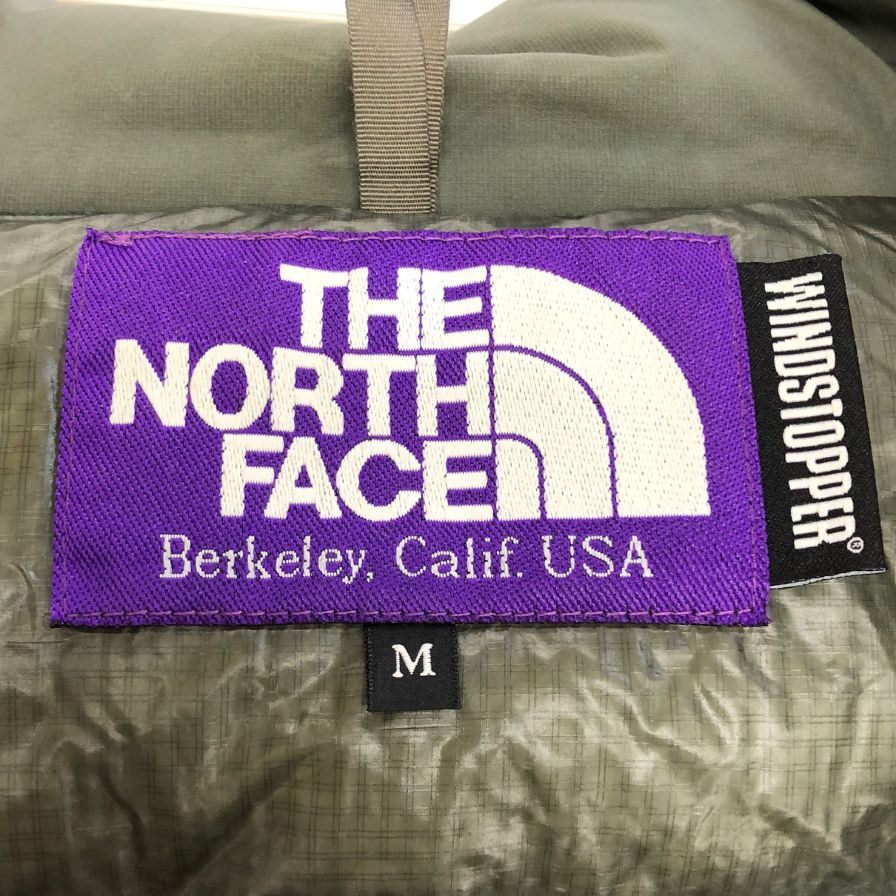 THE
NORTH
FACE
Berkeley, Calif. USA
WINDSTOPPER®
M